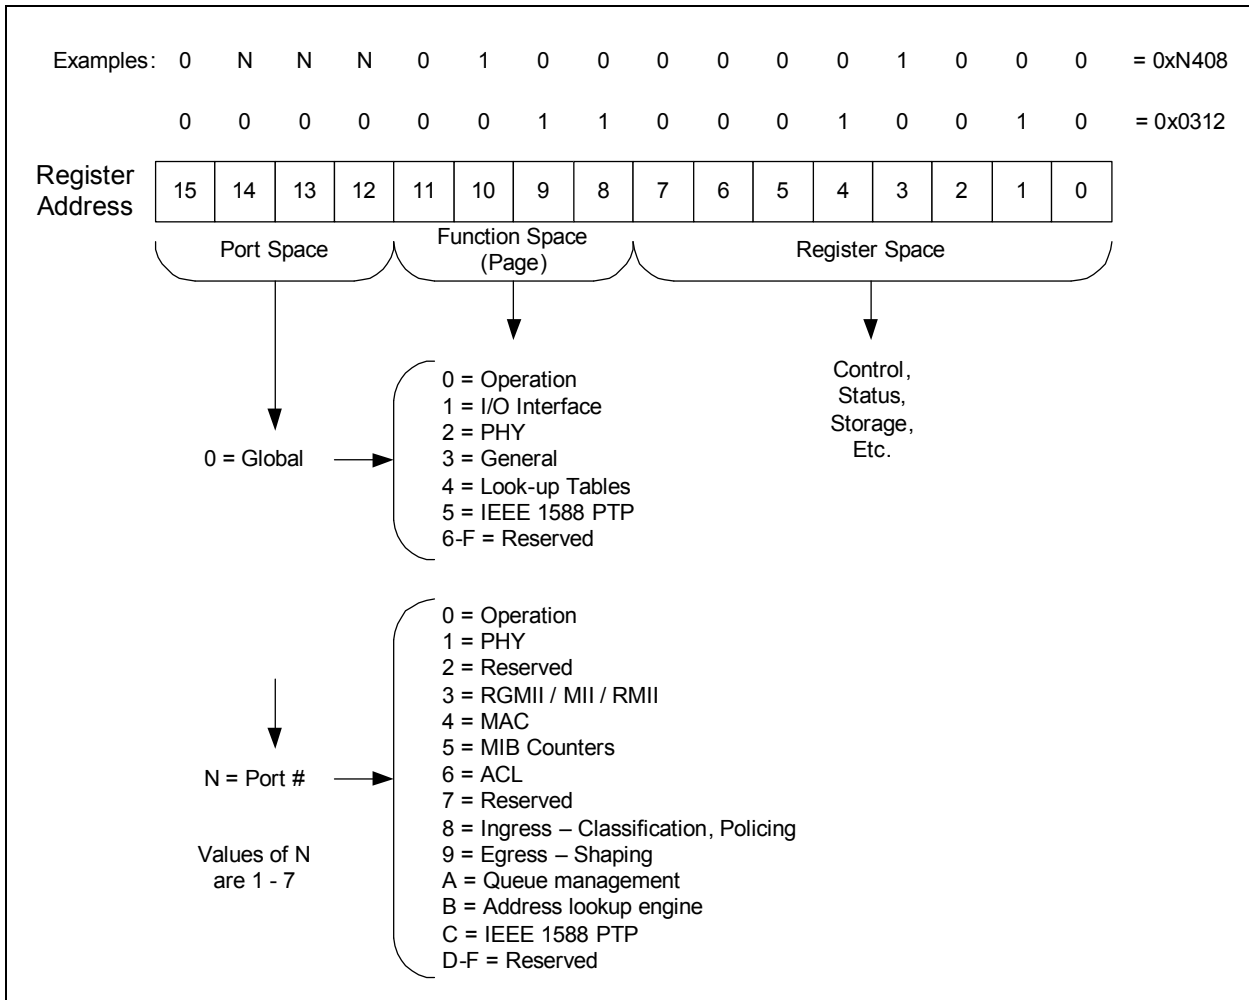 Examples: 0 N N N 0 1 0 0 0 0 0 0 1 0 0 0 = 0xN408
0 0 0 0 0 0 1 1 0 0 0 1 0 0 1 0 = 0x0312
Register
Address
15 14 13 12 11 10 9 8 7 6 5 4 3 2 1 0
Port Space
Function Space
(Page)
Register Space
0 = Global
0 = Operation
1 = I/O Interface
2 = PHY
3 = General
4 = Look-up Tables
5 = IEEE 1588 PTP
6-F = Reserved
Control,
Status,
Storage,
Etc.
N = Port #
Values of N
are 1 - 7
0 = Operation
1 = PHY
2 = Reserved
3 = RGMII / MII / RMII
4 = MAC
5 = MIB Counters
6 = ACL
7 = Reserved
8 = Ingress – Classification, Policing
9 = Egress – Shaping
A = Queue management
B = Address lookup engine
C = IEEE 1588 PTP
D-F = Reserved